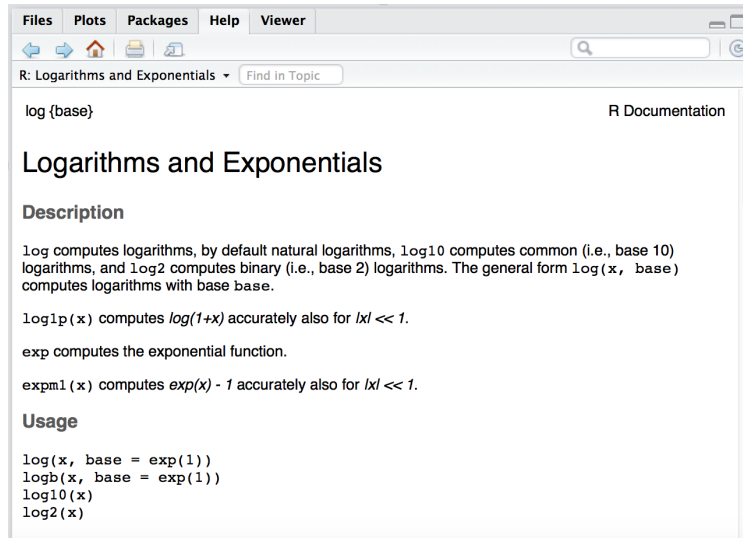 Files Plots Packages Help Viewer
R: Logarithms and Exponentials Find in Topic
log {base} R Documentation
Logarithms and Exponentials
Description
log computes logarithms, by default natural logarithms, log10 computes common (i.e., base 10)
logarithms, and log2 computes binary (i.e., base 2) logarithms. The general form log(x, base)
computes logarithms with base base.
log1p(x) computes log(1+x) accurately also for |x| << 1.
exp computes the exponential function.
expm1(x) computes exp(x) - 1 accurately also for |x| << 1.
Usage
log(x, base = exp(1))
logb(x, base = exp(1))
log10(x)
log2(x)